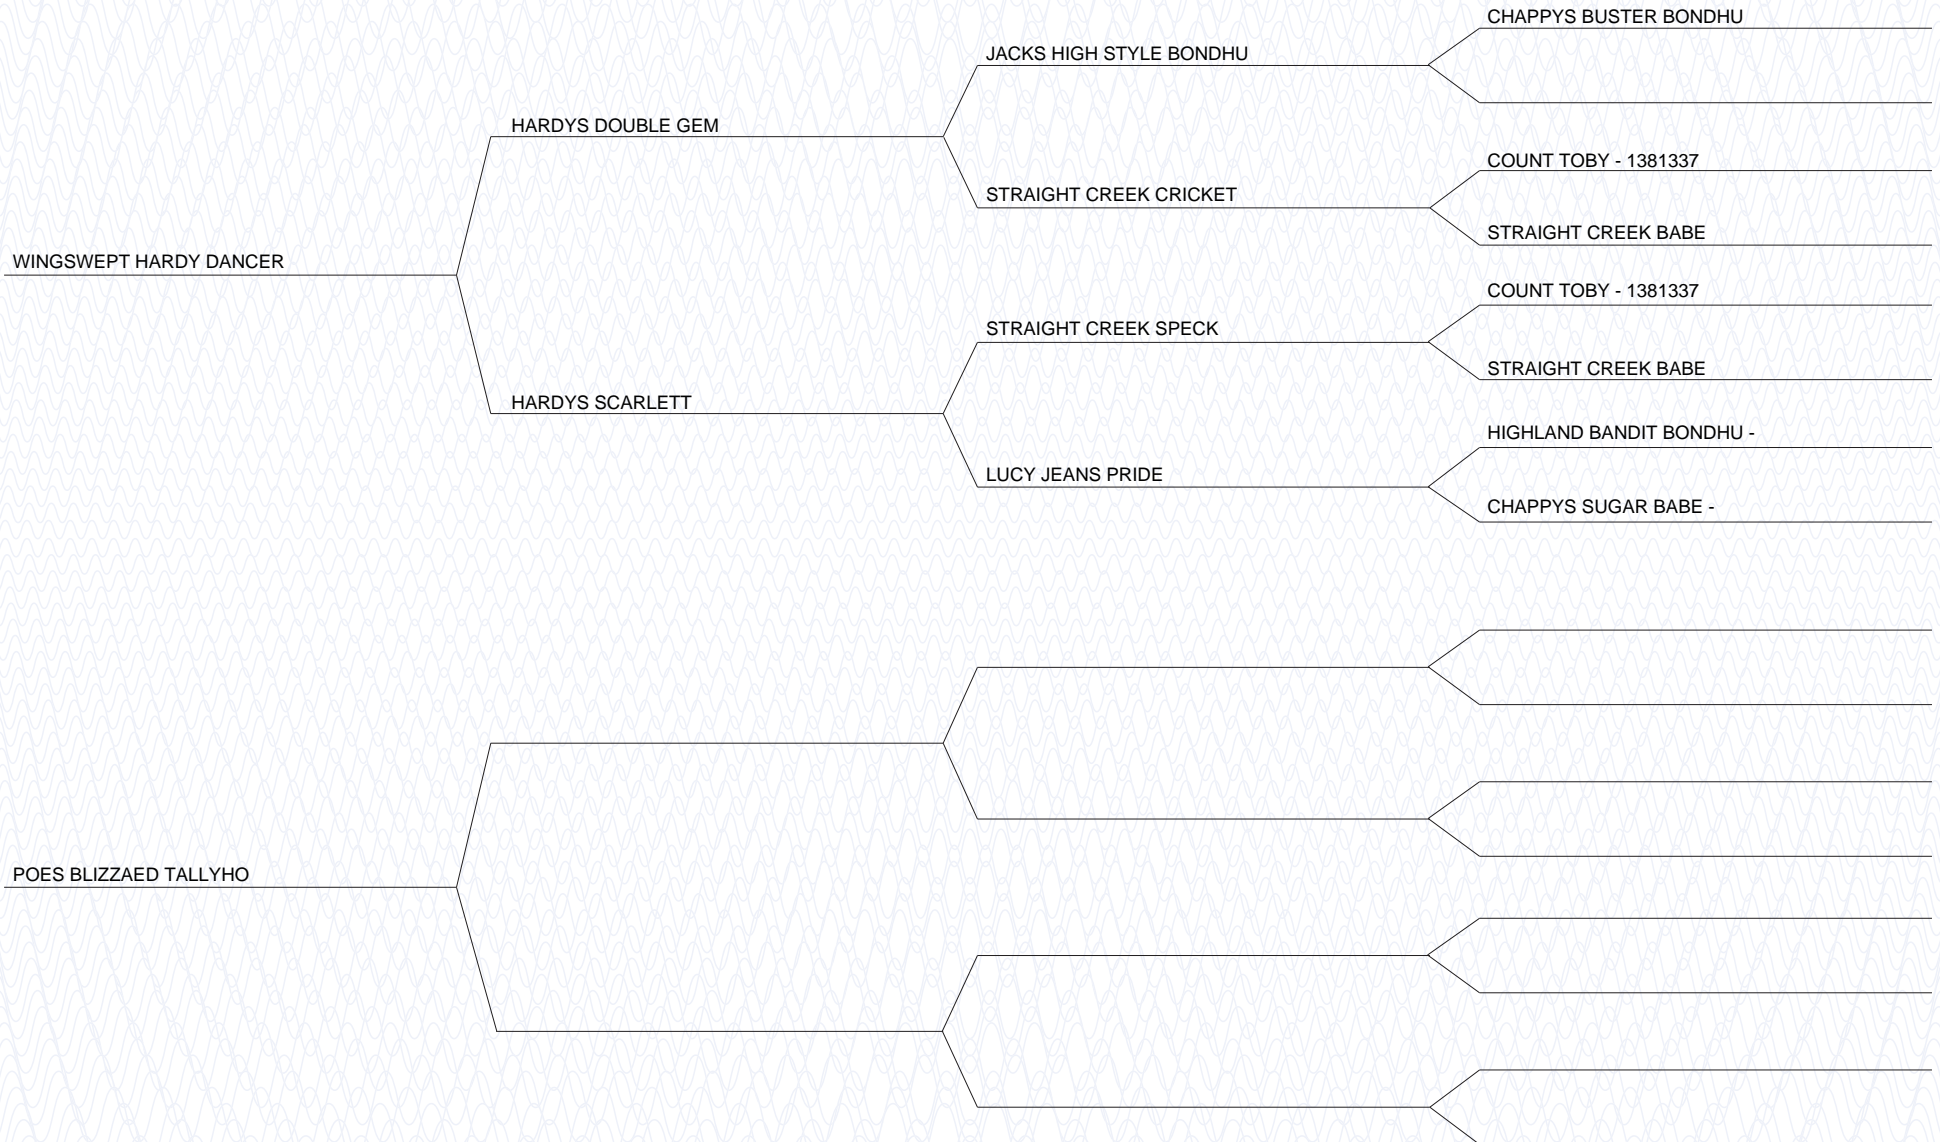 CHAPPYS BUSTER BONDHU
JACKS HIGH STYLE BONDHU
HARDYS DOUBLE GEM
COUNT TOBY - 1381337
STRAIGHT CREEK CRICKET
STRAIGHT CREEK BABE
WINGSWEPT HARDY DANCER
COUNT TOBY - 1381337
STRAIGHT CREEK SPECK
STRAIGHT CREEK BABE
HARDYS SCARLETT
HIGHLAND BANDIT BONDHU -
LUCY JEANS PRIDE
CHAPPYS SUGAR BABE -
POES BLIZZAED TALLYHO